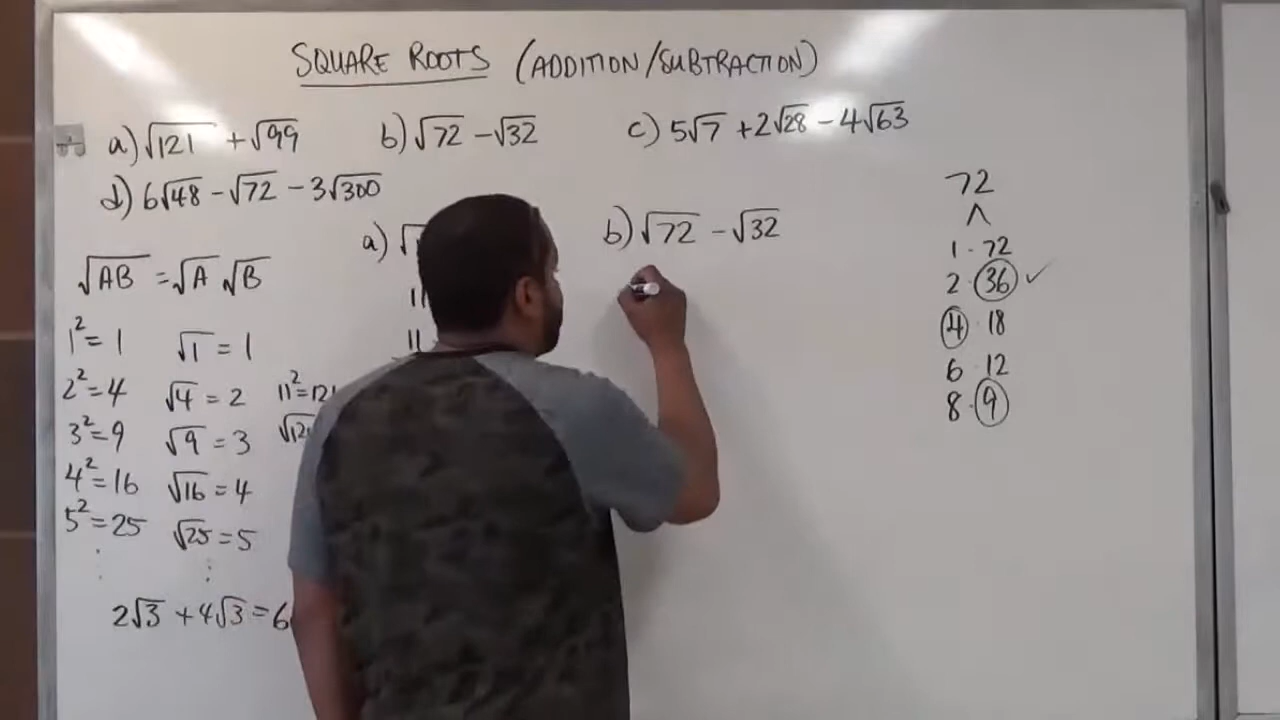 SQUARE ROOTS (ADDITION/SUBTRACTION)
a) √121 + √99
b) √72 - √32
c) 5√7 + 2√28 - 4√63
d) 6√48 - √72 - 3√300
√AB = √A √B
1² = 1 √1 = 1
2² = 4 √4 = 2
3² = 9 √9 = 3
4² = 16 √16 = 4
5² = 25 √25 = 5
11² = 121
2√3 + 4√3 = 6
a) √
11
11
b) √72 - √32
72
1 · 72
2 · 36 ✓
4 · 18
6 · 12
8 · 9